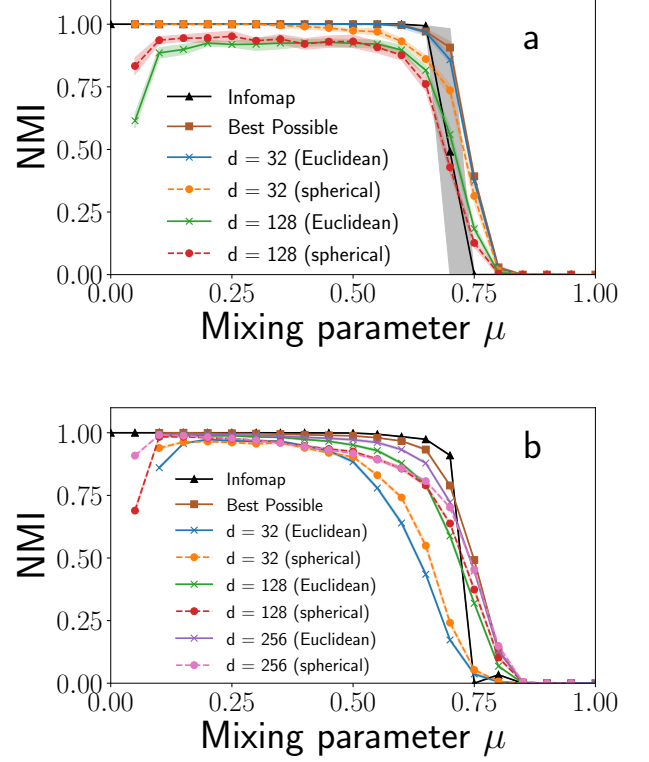 1.00
a
0.75
Infomap
Best Possible
0.50
d = 32 (Euclidean)
d = 32 (spherical)
0.25
d = 128 (Euclidean)
d = 128 (spherical)
0.00
NMI
0.00 0.25 0.50 0.75 1.00
Mixing parameter μ
1.00
b
Infomap
0.75
Best Possible
d = 32 (Euclidean)
0.50
d = 32 (spherical)
d = 128 (Euclidean)
0.25
d = 128 (spherical)
d = 256 (Euclidean)
d = 256 (spherical)
0.00
NMI
0.00 0.25 0.50 0.75 1.00
Mixing parameter μ